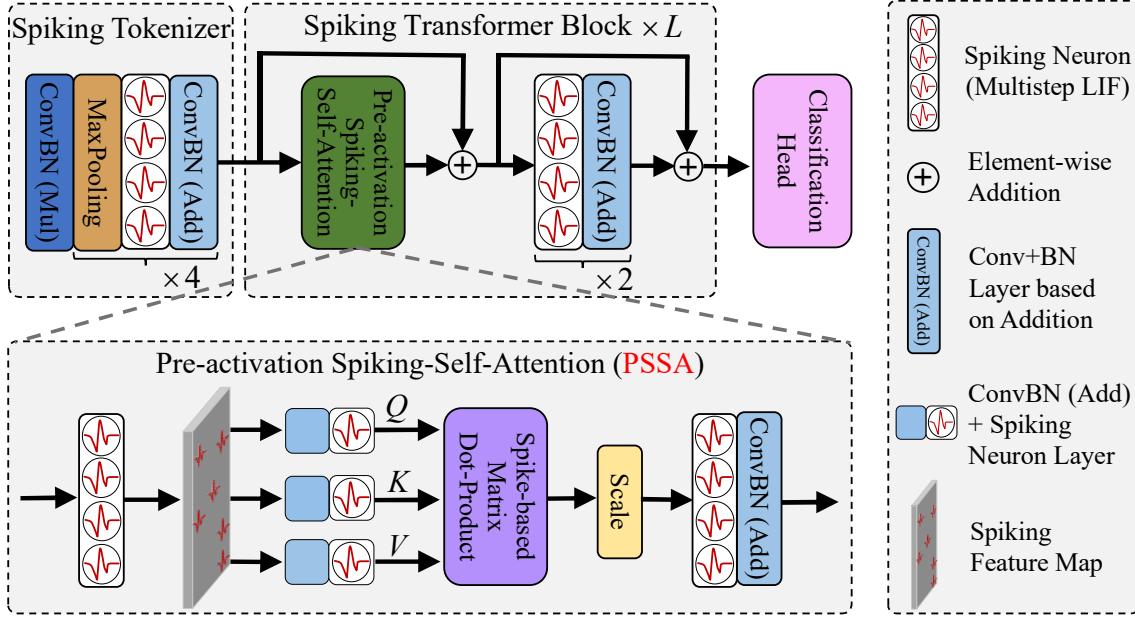 Spiking Tokenizer
ConvBN (Mul)
MaxPooling
ConvBN (Add)
×4
Spiking Transformer Block ×L
Pre-activation
Spiking-
Self-Attention
+
ConvBN (Add)
×2
+
Classification
Head
Pre-activation Spiking-Self-Attention (PSSA)
Q
K
V
Spike-based
Matrix
Dot-Product
Scale
ConvBN (Add)
Spiking Neuron
(Multistep LIF)
+
Element-wise
Addition
ConvBN (Add)
Conv+BN
Layer based
on Addition
ConvBN (Add)
+ Spiking
Neuron Layer
Spiking
Feature Map